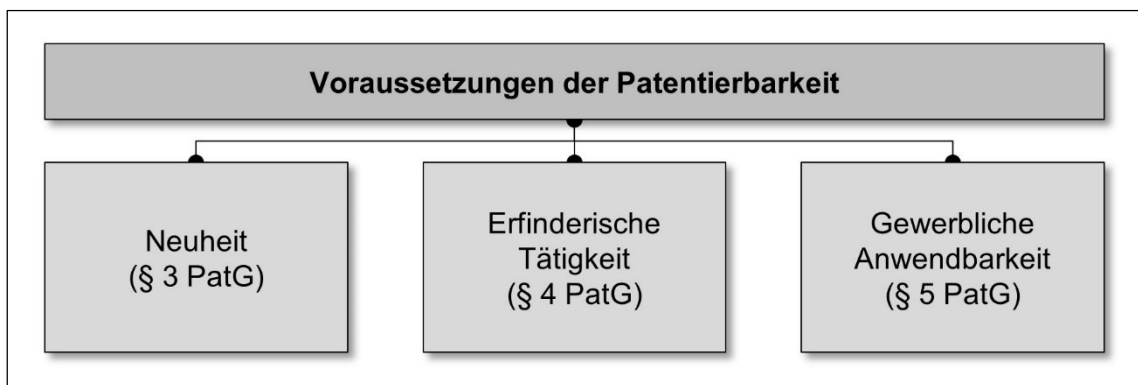 Voraussetzungen der Patentierbarkeit
Neuheit
(§ 3 PatG)
Erfinderische
Tätigkeit
(§ 4 PatG)
Gewerbliche
Anwendbarkeit
(§ 5 PatG)